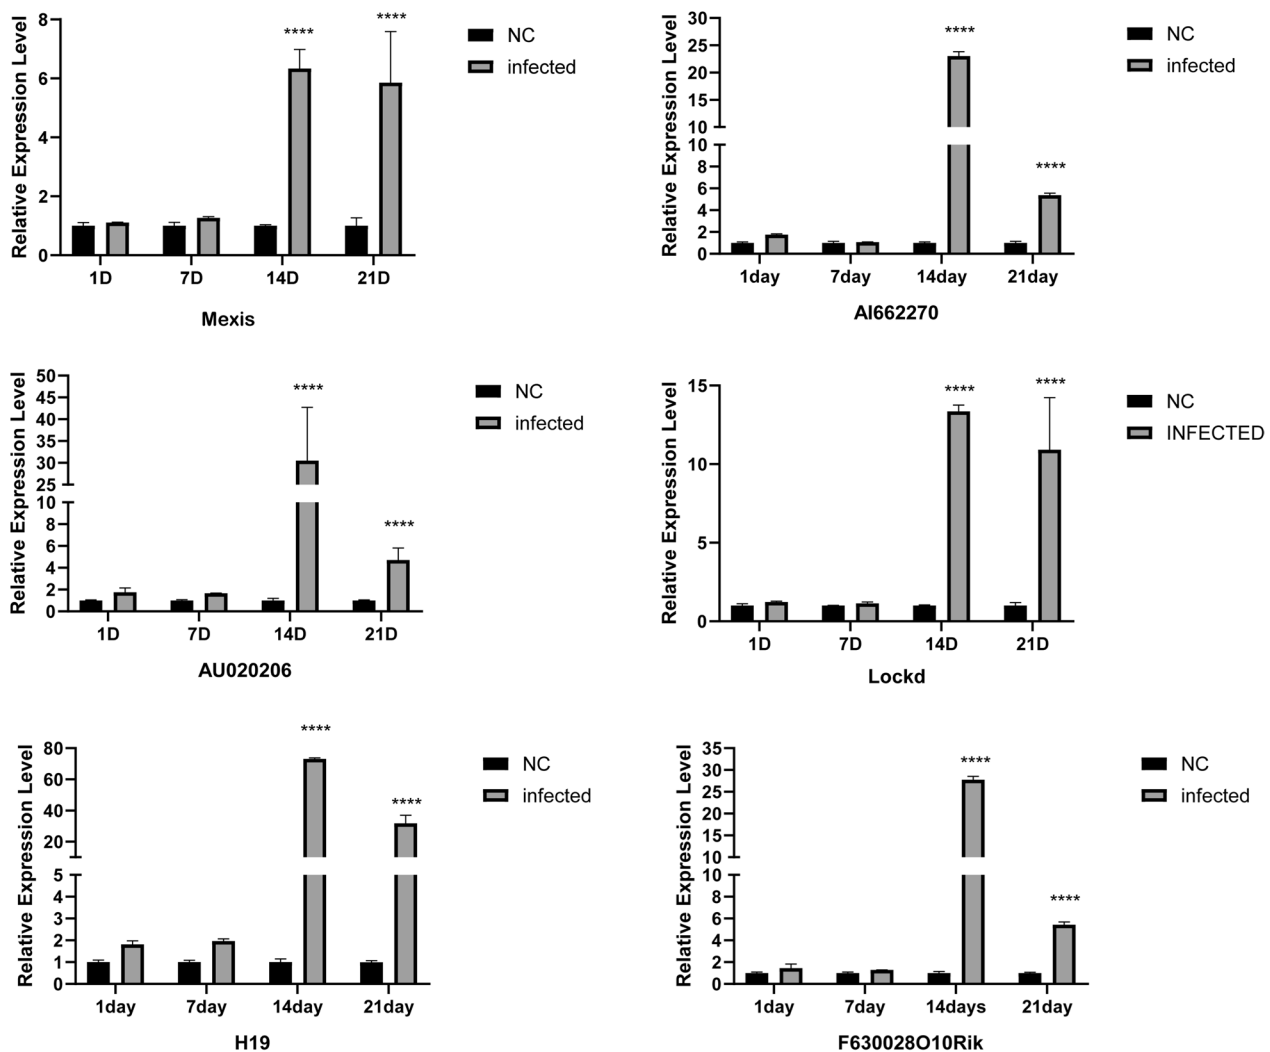 Relative Expression Level
8
6
4
2
0
**** ****
NC
infected
1D 7D 14D 21D
Mexis
Relative Expression Level
30
25
20
15
10
10
8
6
4
2
0
****
****
NC
infected
1day 7day 14day 21day
AI662270
Relative Expression Level
50
45
40
35
30
25
10
8
6
4
2
0
****
****
NC
infected
1D 7D 14D 21D
AU020206
Relative Expression Level
15
10
5
0
**** ****
NC
INFECTED
1D 7D 14D 21D
Lockd
Relative Expression Level
80
60
40
20
5
4
3
2
1
0
****
****
NC
infected
1day 7day 14day 21day
H19
Relative Expression Level
35
30
25
20
15
10
10
8
6
4
2
0
****
****
NC
infected
1day 7day 14days 21day
F630028O10Rik